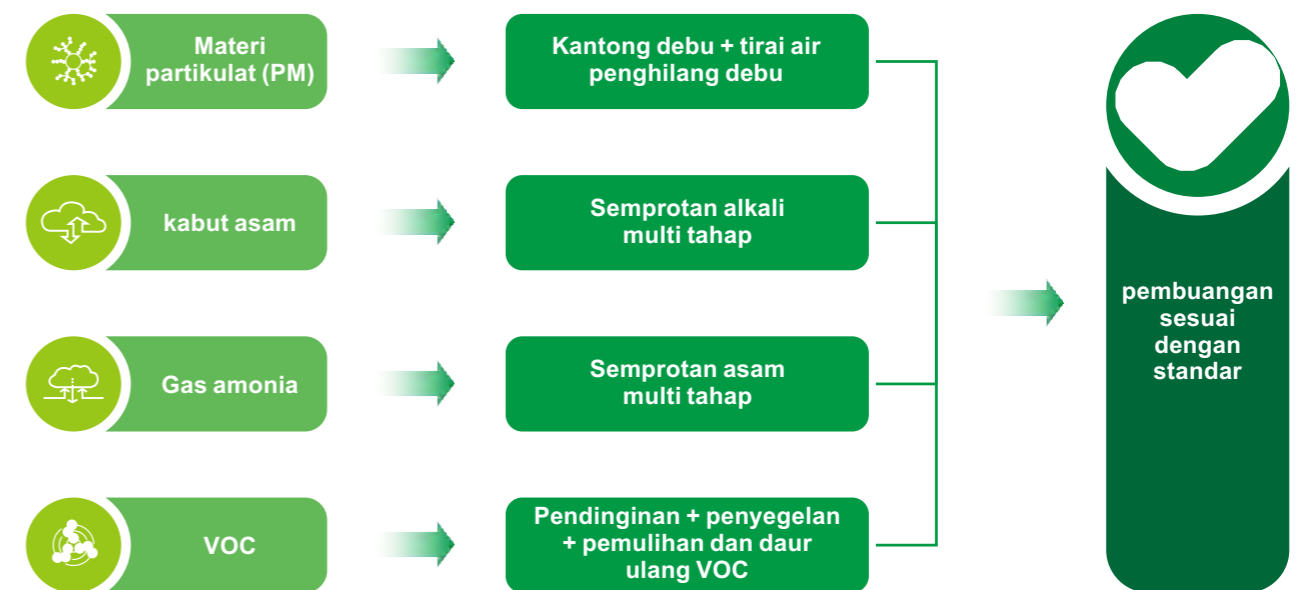 Materi
partikulat (PM)
Kantong debu + tirai air
penghilang debu
kabut asam
Semprotan alkali
multi tahap
Gas amonia
Semprotan asam
multi tahap
VOC
Pendinginan + penyegelan
+ pemulihan dan daur
ulang VOC
pembuangan
sesuai
dengan
standar